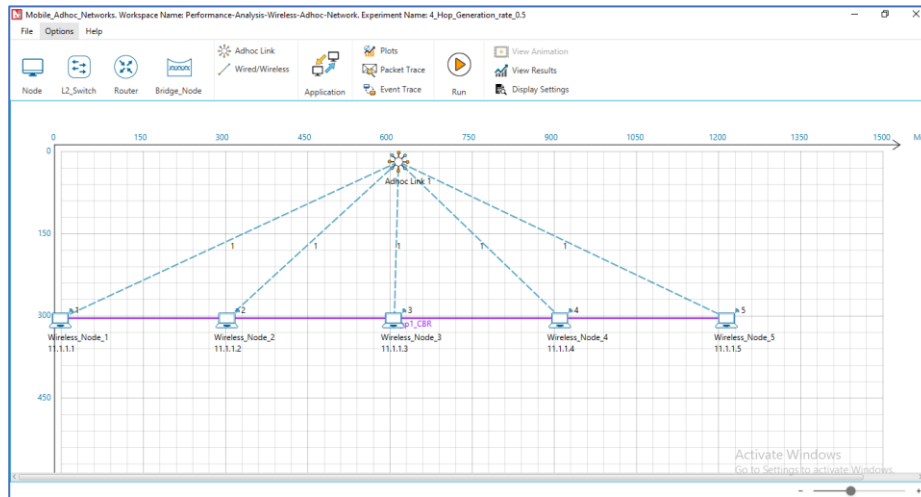 Mobile_Adhoc_Networks. Workspace Name: Performance-Analysis-Wireless-Adhoc-Network. Experiment Name: 4_Hop_Generation_rate_0.5
File Options Help
Adhoc Link Plots View Animation
Wired/Wireless Packet Trace View Results
Event Trace Display Settings
Node L2_Switch Router Bridge_Node Application Run
0 150 300 450 600 750 900 1050 1200 1350 1500
0
Adhoc Link 1
150
1 1 1 1 1
300
1 2 3 4 5
p1_CBR
Wireless_Node_1 Wireless_Node_2 Wireless_Node_3 Wireless_Node_4 Wireless_Node_5
11.1.1.1 11.1.1.2 11.1.1.3 11.1.1.4 11.1.1.5
450
Activate Windows
Go to Settings to activate Windows.